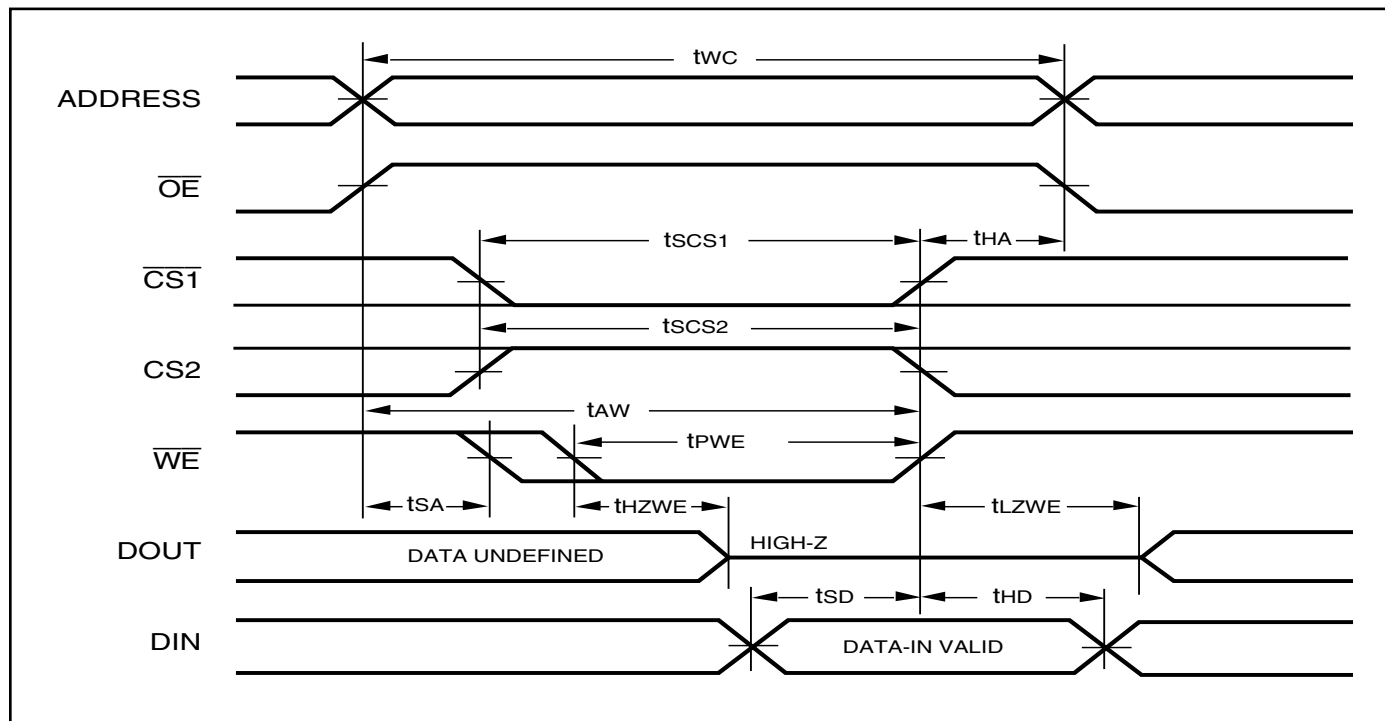 tWC
ADDRESS
OE
tSCS1
tHA
CS1
tSCS2
CS2
tAW
WE
tPWE
tSA
tHZWE
tLZWE
DOUT
DATA UNDEFINED
HIGH-Z
tSD
tHD
DIN
DATA-IN VALID